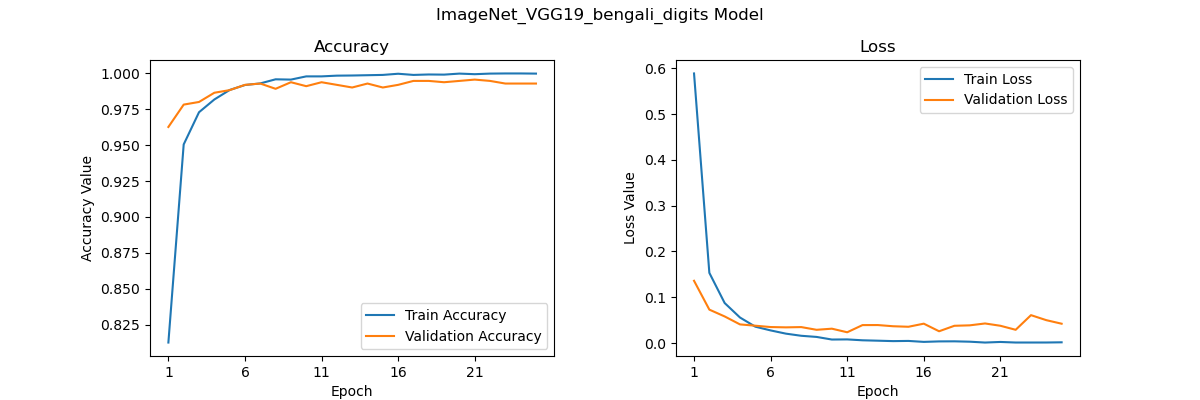 ImageNet_VGG19_bengali_digits Model
Accuracy
1.000
0.975
0.950
0.925
0.900
0.875
0.850
0.825
Accuracy Value
1 6 11 16 21
Epoch
Train Accuracy
Validation Accuracy
Loss
0.6
0.5
0.4
0.3
0.2
0.1
0.0
Loss Value
1 6 11 16 21
Epoch
Train Loss
Validation Loss